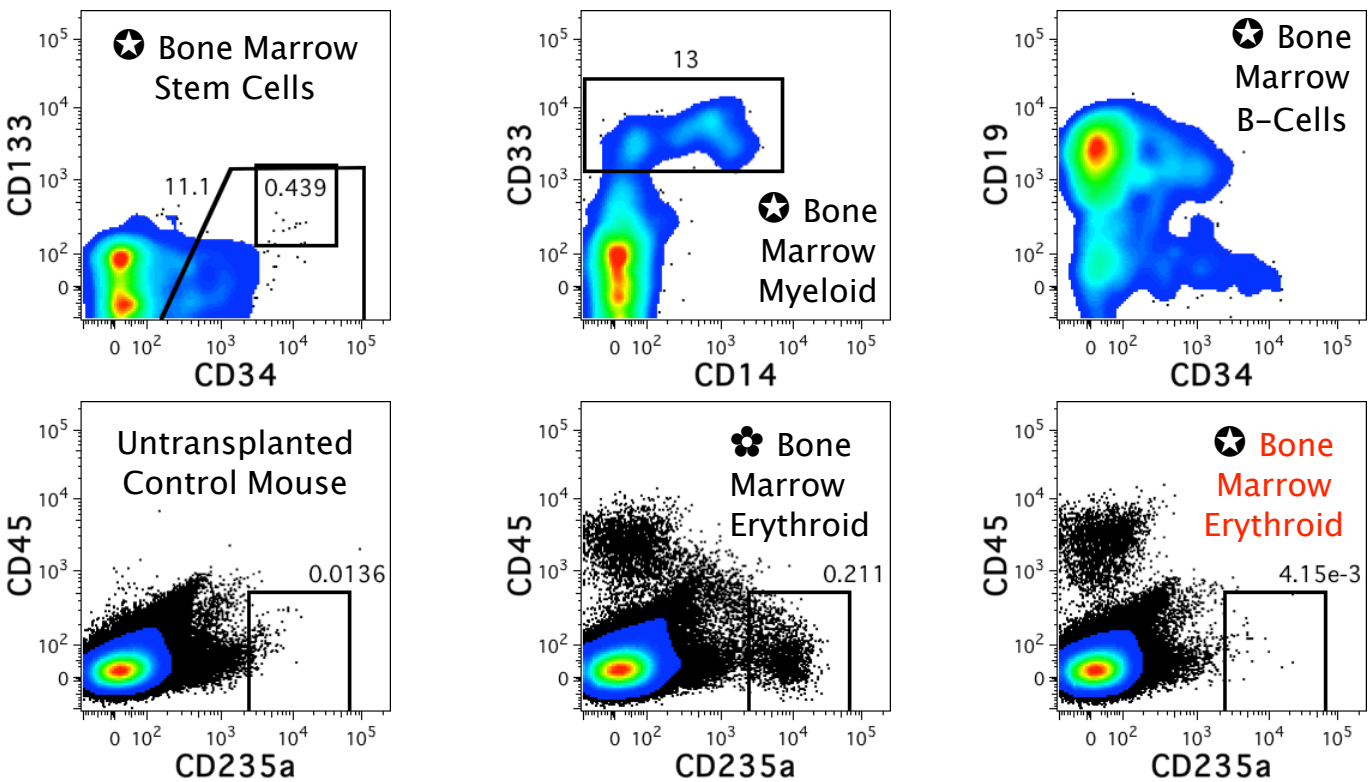 ✪ Bone Marrow
Stem Cells
CD133
10⁵
10⁴
10³
10²
0
11.1
0.439
0 10² 10³ 10⁴ 10⁵
CD34
13
CD33
10⁵
10⁴
10³
10²
0
✪ Bone
Marrow
Myeloid
0 10² 10³ 10⁴ 10⁵
CD14
✪ Bone
Marrow
B-Cells
CD19
10⁵
10⁴
10³
10²
0
0 10² 10³ 10⁴ 10⁵
CD34
Untransplanted
Control Mouse
CD45
10⁵
10⁴
10³
10²
0
0.0136
0 10² 10³ 10⁴ 10⁵
CD235a
✿ Bone
Marrow
Erythroid
CD45
10⁵
10⁴
10³
10²
0
0.211
0 10² 10³ 10⁴ 10⁵
CD235a
✪ Bone
Marrow
Erythroid
CD45
10⁵
10⁴
10³
10²
0
4.15e-3
0 10² 10³ 10⁴ 10⁵
CD235a